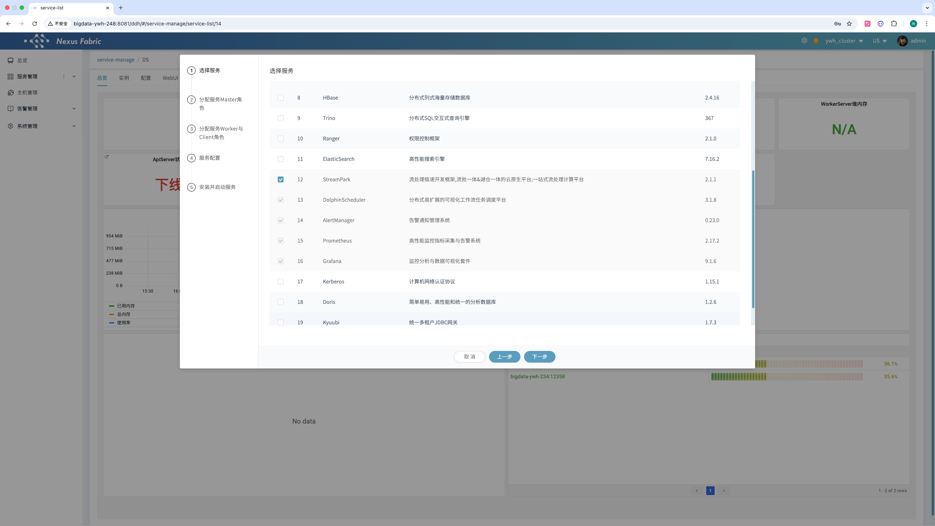 service-list
不安全
bigdata-ywh-248:8081/ddh/#/service-manage/service-list/14
Nexus Fabric
ywh_cluster
US
admin
总览
服务管理
主机管理
告警管理
系统管理
service-manage / DS
总览
实例
配置
WebUI
1 选择服务
2 分配服务Master角
色
3 分配服务Worker与
Client角色
4 服务配置
5 安装并启动服务
选择服务
8 HBase 分布式列式海量存储数据库 2.4.16
9 Trino 分布式SQL交互式查询引擎 367
10 Ranger 权限控制框架 2.1.0
11 ElasticSearch 高性能搜索引擎 7.16.2
12 StreamPark 流处理极速开发框架,流批一体&湖仓一体的云原生平台,一站式流处理计算平台 2.1.1
13 DolphinScheduler 分布式易扩展的可视化工作流任务调度平台 3.1.8
14 AlertManager 告警通知管理系统 0.23.0
15 Prometheus 高性能监控指标采集与告警系统 2.17.2
16 Grafana 监控分析与数据可视化套件 9.1.6
17 Kerberos 计算机网络认证协议 1.15.1
18 Doris 简单易用、高性能和统一的分析数据库 1.2.6
19 Kyuubi 统一多租户JDBC网关 1.7.3
取 消
上一步
下一步
WorkerServer堆内存
N/A
ApiServer状
下线
954 MiB
715 MiB
477 MiB
238 MiB
0 B
15:30
已用内存
总内存
使用率
No data
36.1%
bigdata-ywh-234:12358
35.9%
1
1 - 2 of 2 rows